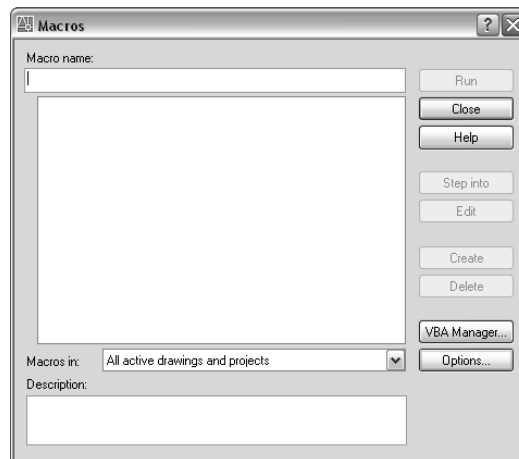 Macros
Macro name:
Run
Close
Help
Step into
Edit
Create
Delete
VBA Manager...
Macros in:
All active drawings and projects
Options...
Description: